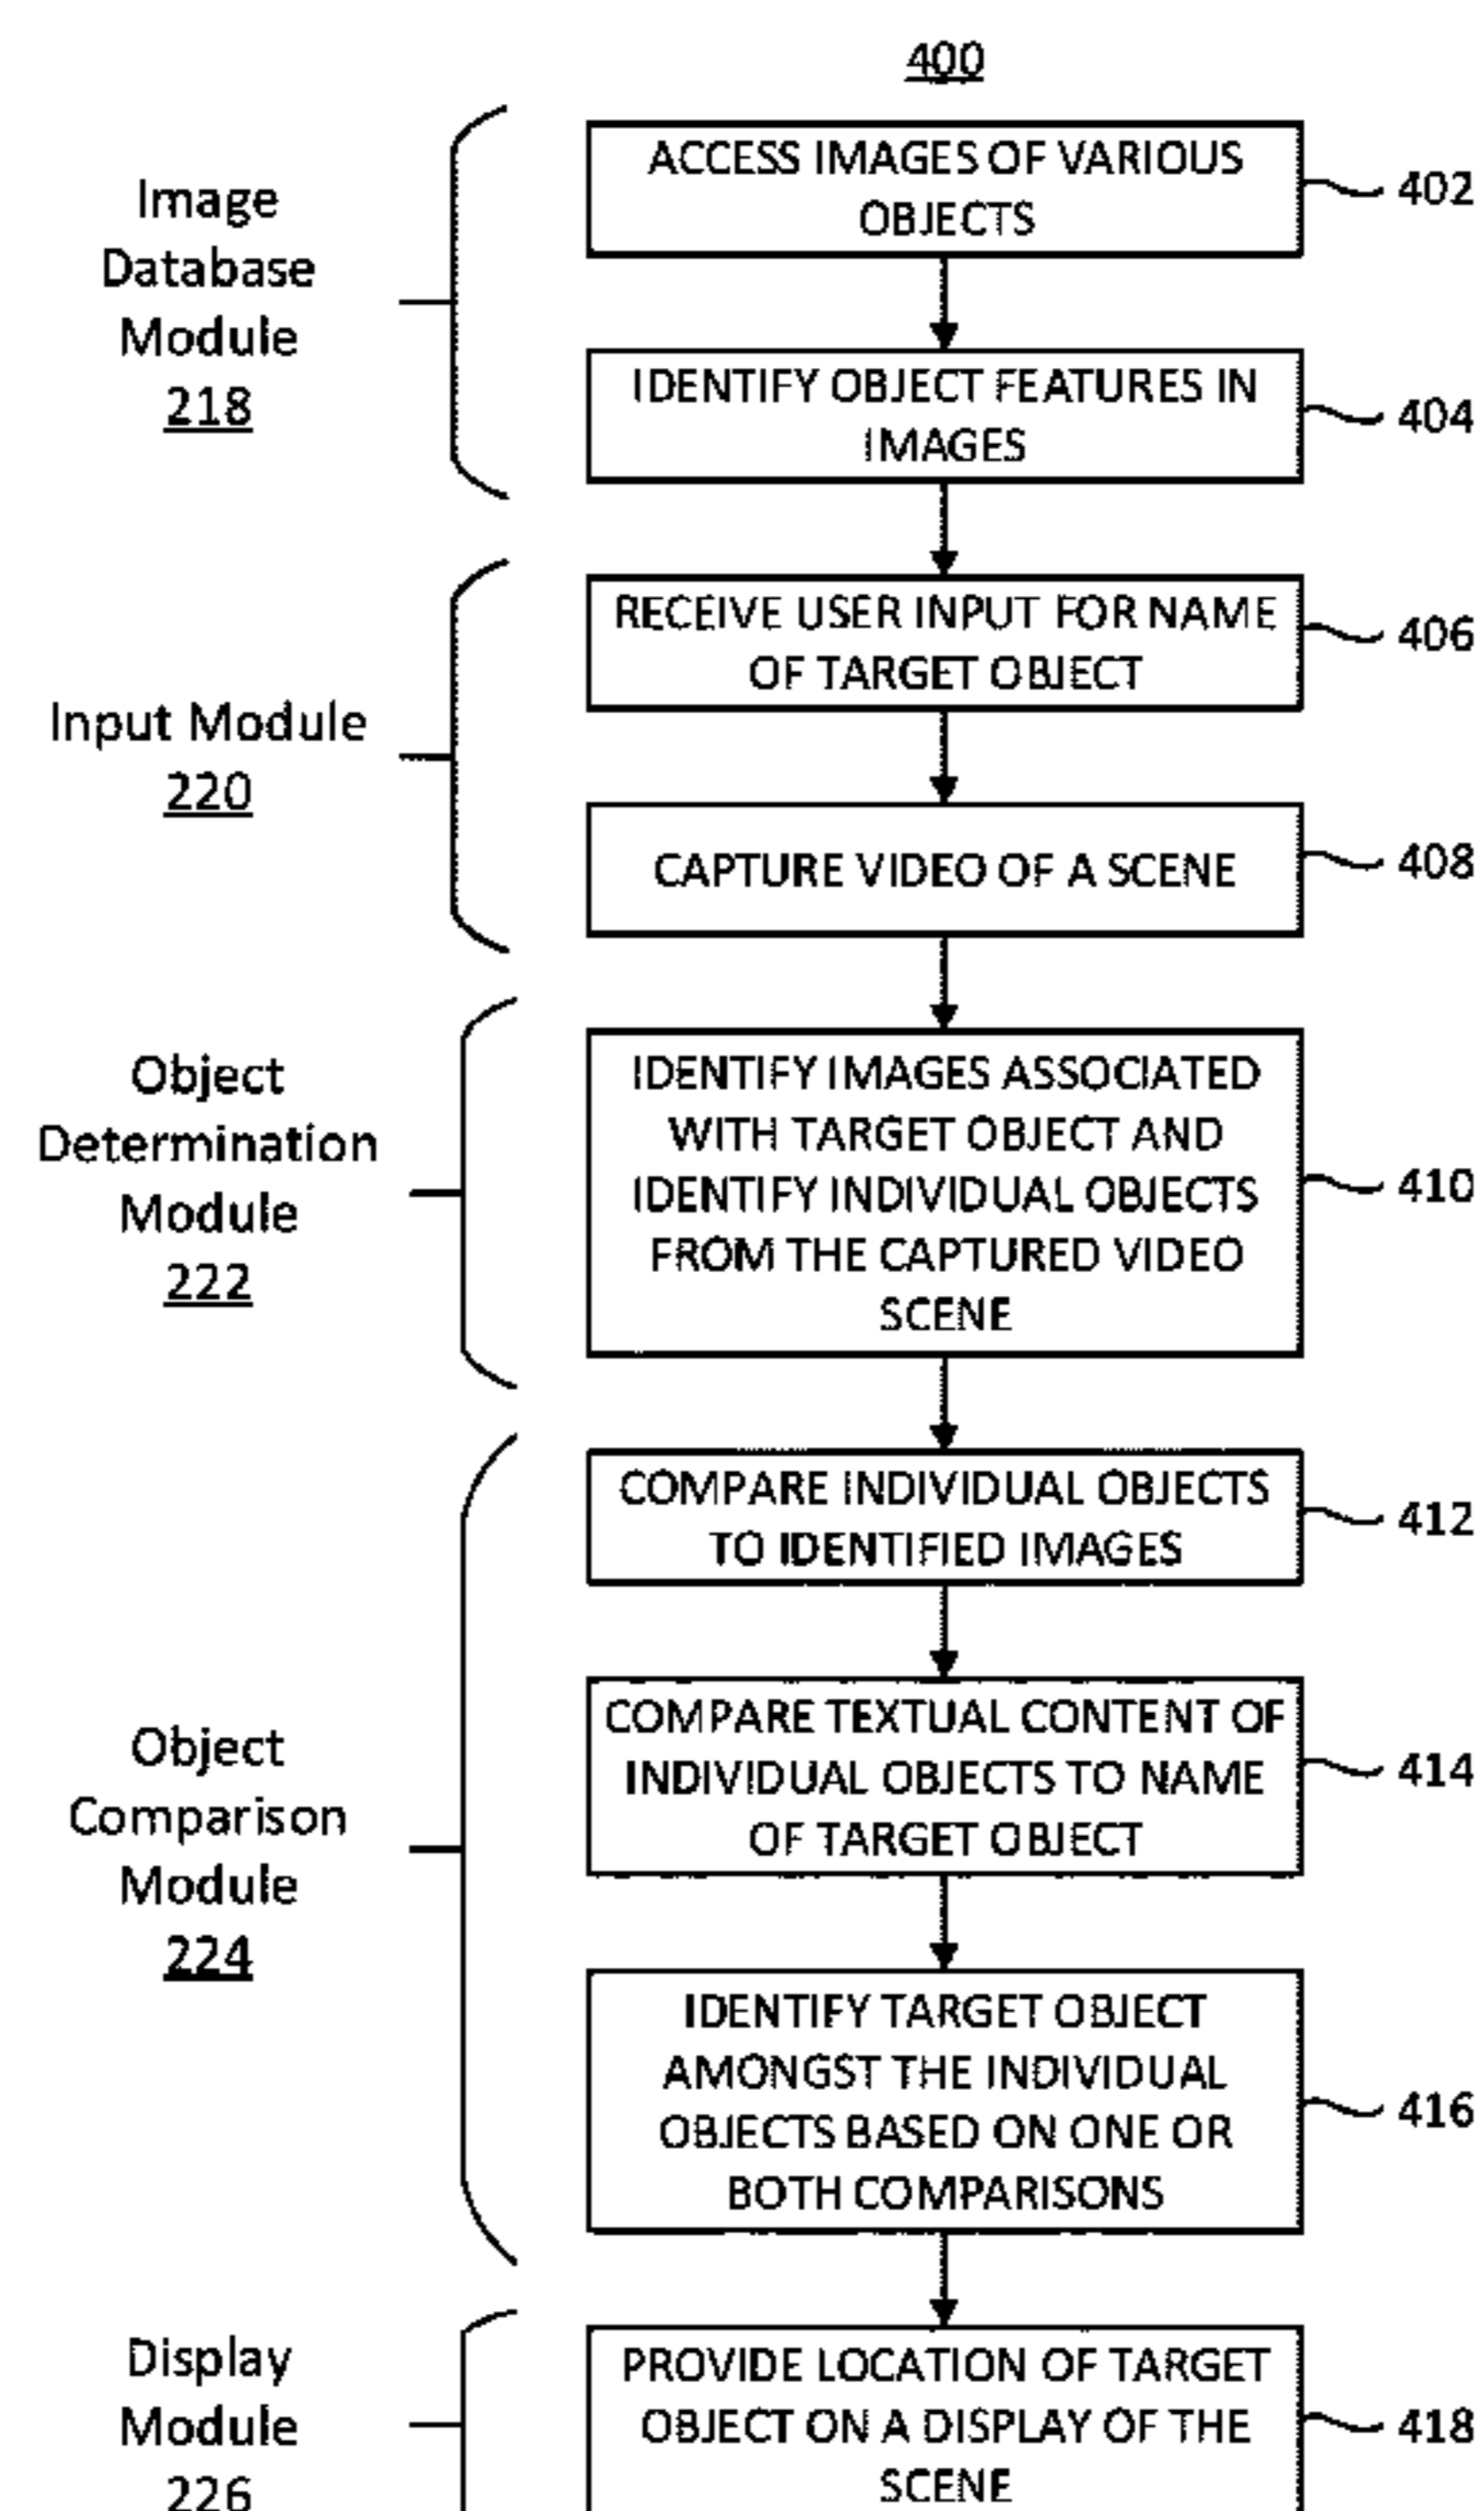 400
Image
Database
Module
218
ACCESS IMAGES OF VARIOUS
OBJECTS
402
IDENTIFY OBJECT FEATURES IN
IMAGES
404
Input Module
220
RECEIVE USER INPUT FOR NAME
OF TARGET OBJECT
406
CAPTURE VIDEO OF A SCENE
408
Object
Determination
Module
222
IDENTIFY IMAGES ASSOCIATED
WITH TARGET OBJECT AND
IDENTIFY INDIVIDUAL OBJECTS
FROM THE CAPTURED VIDEO
SCENE
410
Object
Comparison
Module
224
COMPARE INDIVIDUAL OBJECTS
TO IDENTIFIED IMAGES
412
COMPARE TEXTUAL CONTENT OF
INDIVIDUAL OBJECTS TO NAME
OF TARGET OBJECT
414
IDENTIFY TARGET OBJECT
AMONGST THE INDIVIDUAL
OBJECTS BASED ON ONE OR
BOTH COMPARISONS
416
Display
Module
226
PROVIDE LOCATION OF TARGET
OBJECT ON A DISPLAY OF THE
SCENE
418